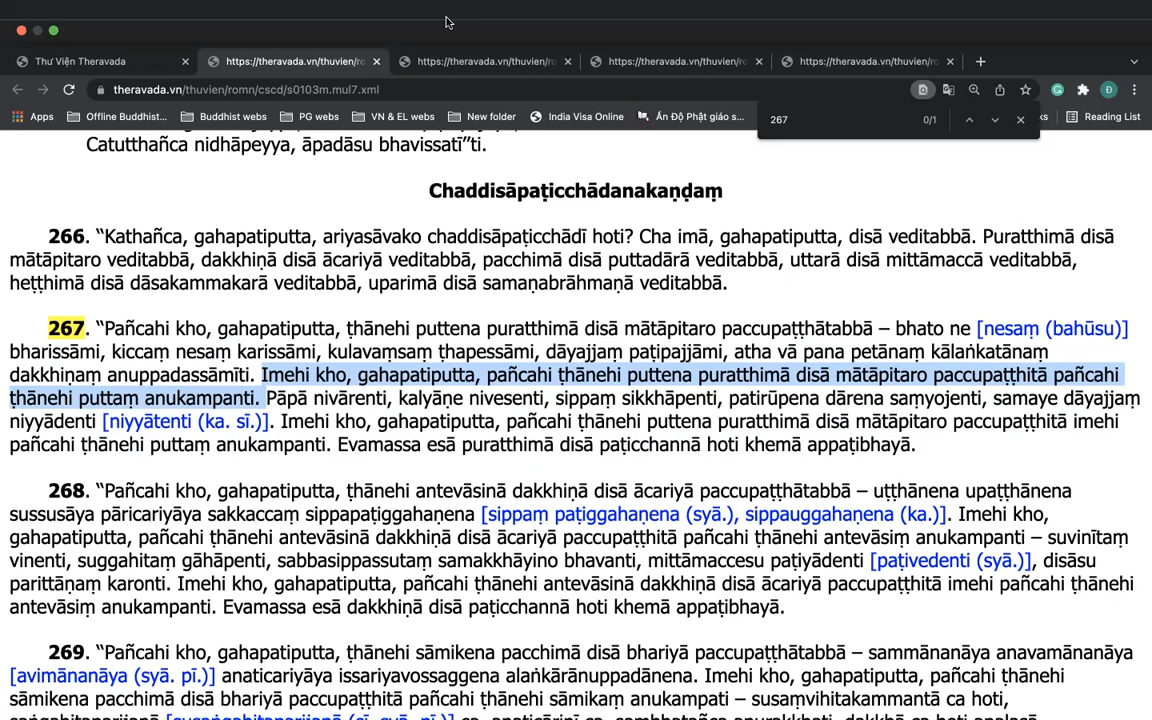 Thư Viện Theravada
https://theravada.vn/thuvien/ro
https://theravada.vn/thuvien/ro
https://theravada.vn/thuvien/ro
https://theravada.vn/thuvien/ro
theravada.vn/thuvien/romn/cscd/s0103m.mul7.xml
Apps Offline Buddhist... Buddhist webs PG webs VN & EL webs New folder India Visa Online Ấn Độ Phật giáo s... Reading List
267 0/1
Catutthañca nidhāpeyya, āpadāsu bhavissatī”ti.
Chaddisāpaṭicchādanakaṇḍaṃ
266. “Kathañca, gahapatiputta, ariyasāvako chaddisāpaṭicchādī hoti? Cha imā, gahapatiputta, disā veditabbā. Puratthimā disā
mātāpitaro veditabbā, dakkhiṇā disā ācariyā veditabbā, pacchimā disā puttadārā veditabbā, uttarā disā mittāmaccā veditabbā,
heṭṭhimā disā dāsakammakarā veditabbā, uparimā disā samaṇabrāhmaṇā veditabbā.
267. “Pañcahi kho, gahapatiputta, ṭhānehi puttena puratthimā disā mātāpitaro paccupaṭṭhātabbā – bhato ne [nesaṃ (bahūsu)]
bharissāmi, kiccaṃ nesaṃ karissāmi, kulavaṃsaṃ ṭhapessāmi, dāyajjaṃ paṭipajjāmi, atha vā pana petānaṃ kālaṅkatānaṃ
dakkhiṇaṃ anuppadassāmīti. Imehi kho, gahapatiputta, pañcahi ṭhānehi puttena puratthimā disā mātāpitaro paccupaṭṭhitā pañcahi
ṭhānehi puttaṃ anukampanti. Pāpā nivārenti, kalyāṇe nivesenti, sippaṃ sikkhāpenti, patirūpena dārena saṃyojenti, samaye dāyajjaṃ
niyyādenti [niyyātenti (ka. sī.)]. Imehi kho, gahapatiputta, pañcahi ṭhānehi puttena puratthimā disā mātāpitaro paccupaṭṭhitā imehi
pañcahi ṭhānehi puttaṃ anukampanti. Evamassa esā puratthimā disā paṭicchannā hoti khemā appaṭibhayā.
268. “Pañcahi kho, gahapatiputta, ṭhānehi antevāsinā dakkhiṇā disā ācariyā paccupaṭṭhātabbā – uṭṭhānena upaṭṭhānena
sussusāya pāricariyāya sakkaccaṃ sippapaṭiggahaṇena [sippaṃ paṭiggahaṇena (syā.), sippauggahaṇena (ka.)]. Imehi kho,
gahapatiputta, pañcahi ṭhānehi antevāsinā dakkhiṇā disā ācariyā paccupaṭṭhitā pañcahi ṭhānehi antevāsiṃ anukampanti – suvinītaṃ
vinenti, suggahitaṃ gāhāpenti, sabbasippassutaṃ samakkhāyino bhavanti, mittāmaccesu paṭiyādenti [paṭivedenti (syā.)], disāsu
parittāṇaṃ karonti. Imehi kho, gahapatiputta, pañcahi ṭhānehi antevāsinā dakkhiṇā disā ācariyā paccupaṭṭhitā imehi pañcahi ṭhānehi
antevāsiṃ anukampanti. Evamassa esā dakkhiṇā disā paṭicchannā hoti khemā appaṭibhayā.
269. “Pañcahi kho, gahapatiputta, ṭhānehi sāmikena pacchimā disā bhariyā paccupaṭṭhātabbā – sammānanāya anavamānanāya
[avimānanāya (syā. pī.)] anaticariyāya issariyavossaggena alaṅkārānuppadānena. Imehi kho, gahapatiputta, pañcahi ṭhānehi
sāmikena pacchimā disā bhariyā paccupaṭṭhitā pañcahi ṭhānehi sāmikaṃ anukampati – susaṃvihitakammantā ca hoti,